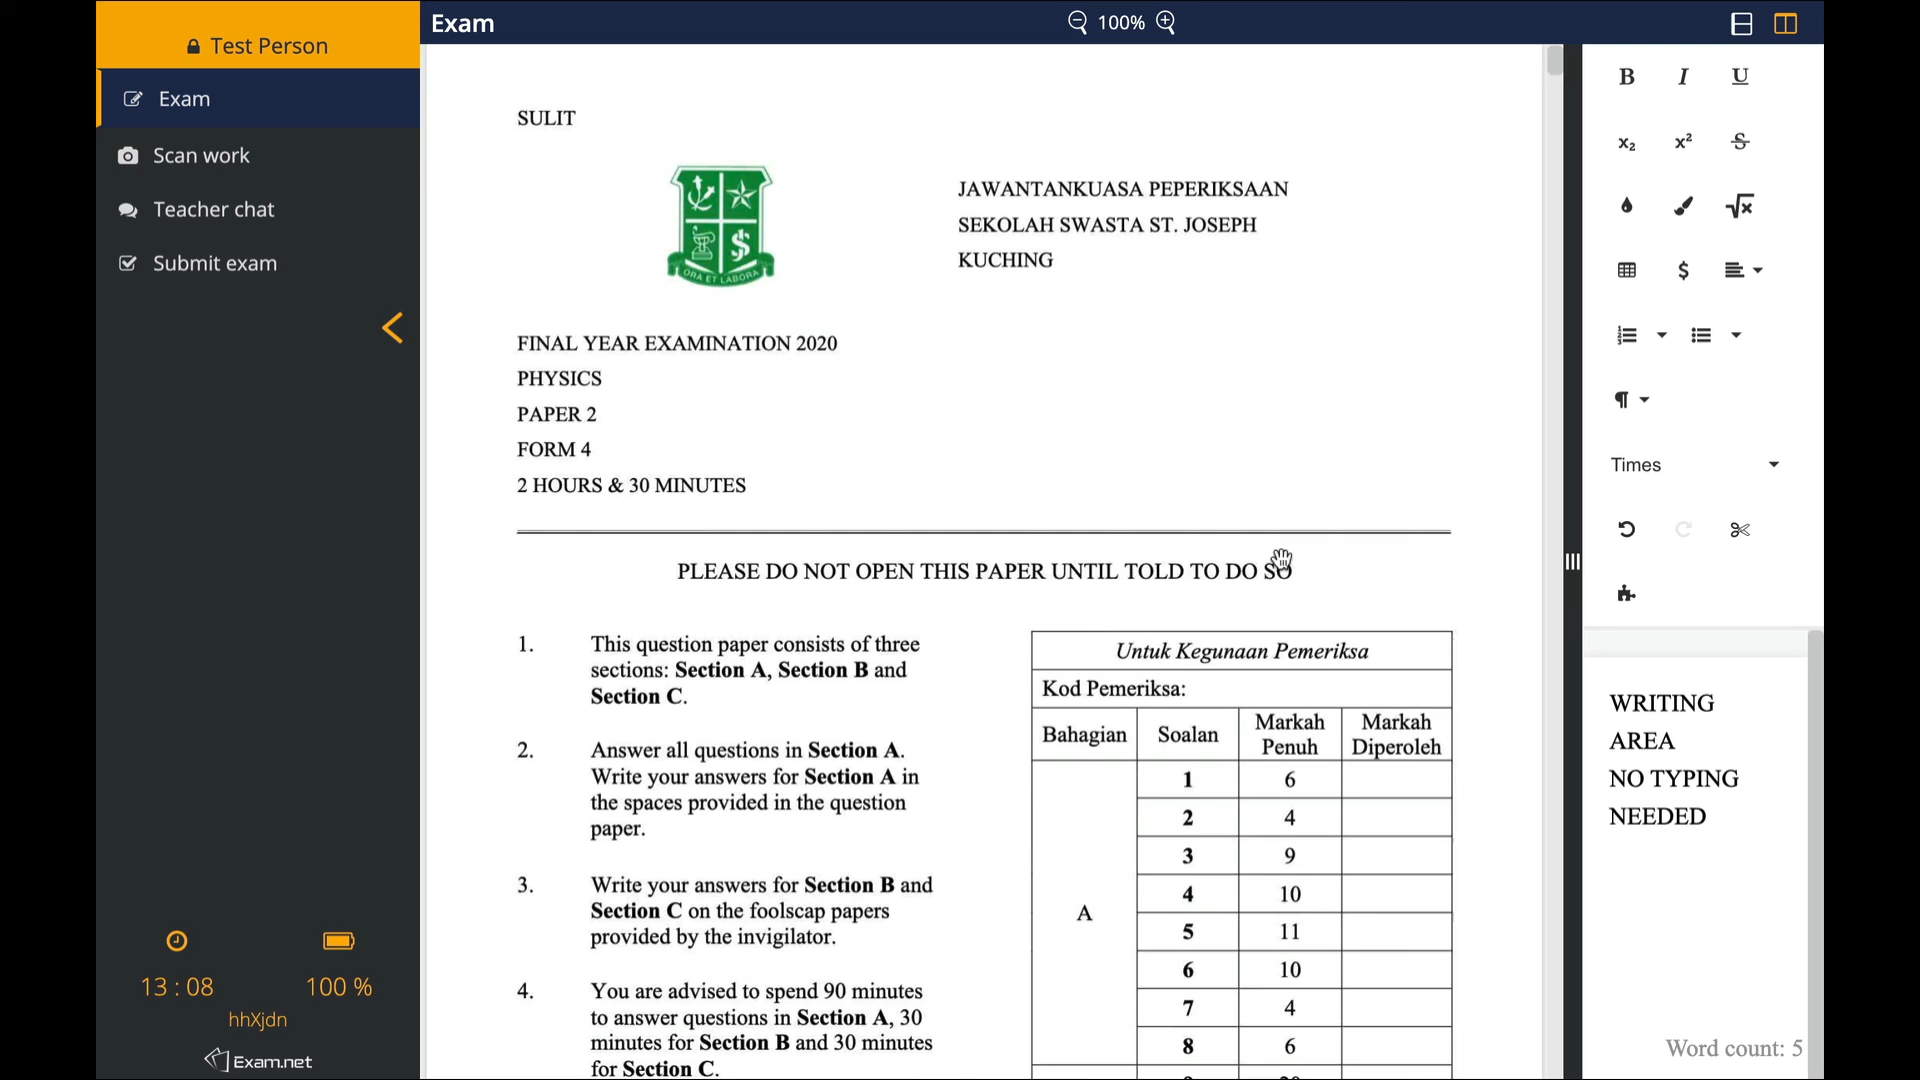 Test Person
Exam
Scan work
Teacher chat
Submit exam
13 : 08
100 %
hhXjdn
Exam.net
Exam
100%
SULIT
ORA ET LABORA
JAWANTANKUASA PEPERIKSAAN
SEKOLAH SWASTA ST. JOSEPH
KUCHING
FINAL YEAR EXAMINATION 2020
PHYSICS
PAPER 2
FORM 4
2 HOURS & 30 MINUTES
PLEASE DO NOT OPEN THIS PAPER UNTIL TOLD TO DO SO
1. This question paper consists of three
sections: Section A, Section B and
Section C.
2. Answer all questions in Section A.
Write your answers for Section A in
the spaces provided in the question
paper.
3. Write your answers for Section B and
Section C on the foolscap papers
provided by the invigilator.
4. You are advised to spend 90 minutes
to answer questions in Section A, 30
minutes for Section B and 30 minutes
for Section C.
Untuk Kegunaan Pemeriksa
Kod Pemeriksa:
Bahagian Soalan Markah Penuh Markah Diperoleh
A
1 6
2 4
3 9
4 10
5 11
6 10
7 4
8 6
B I U
x₂ x² S
√x
$
Times
WRITING
AREA
NO TYPING
NEEDED
Word count: 5